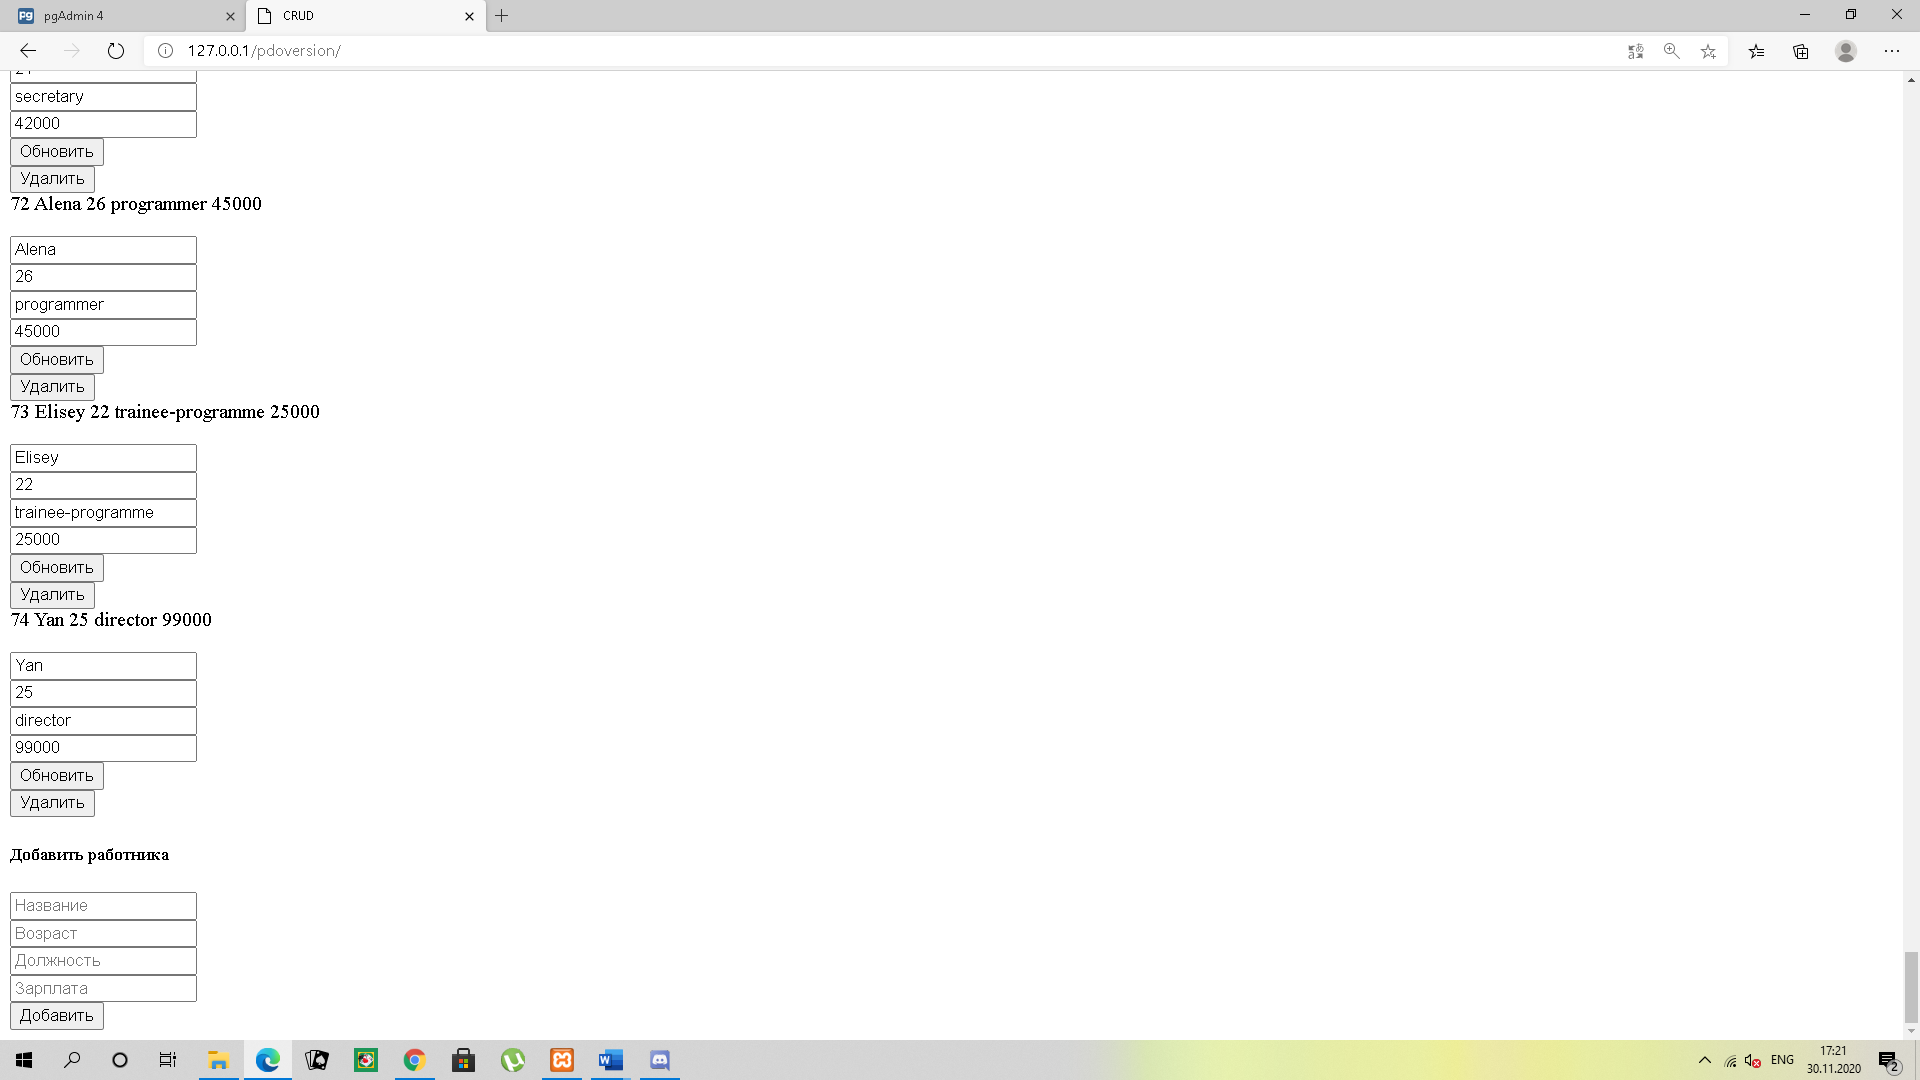 pgAdmin 4
CRUD
127.0.0.1/pdoversion/
secretary
42000
Обновить
Удалить
72 Alena 26 programmer 45000
Alena
26
programmer
45000
Обновить
Удалить
73 Elisey 22 trainee-programme 25000
Elisey
22
trainee-programme
25000
Обновить
Удалить
74 Yan 25 director 99000
Yan
25
director
99000
Обновить
Удалить
Добавить работника
Название
Возраст
Должность
Зарплата
Добавить
ENG
17:21
30.11.2020
2